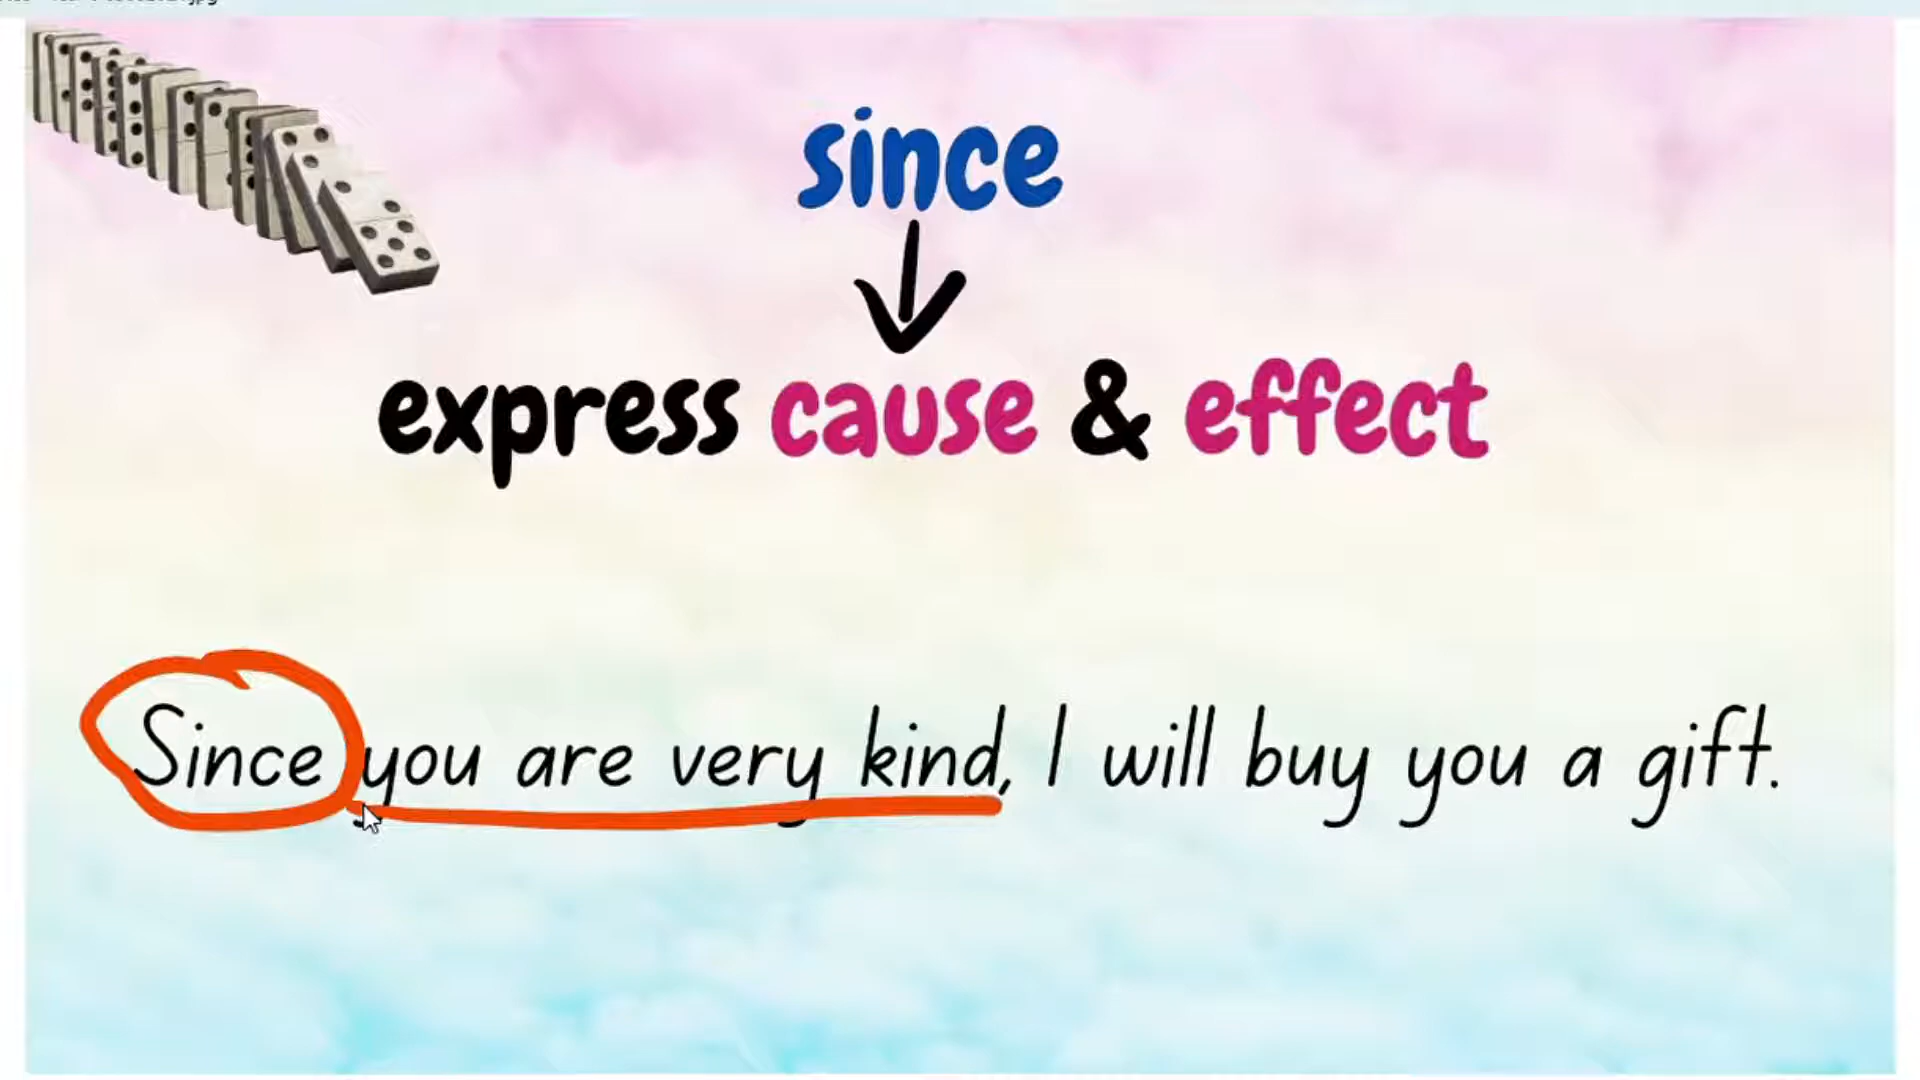 since
express cause & effect
Since you are very kind, I will buy you a gift.